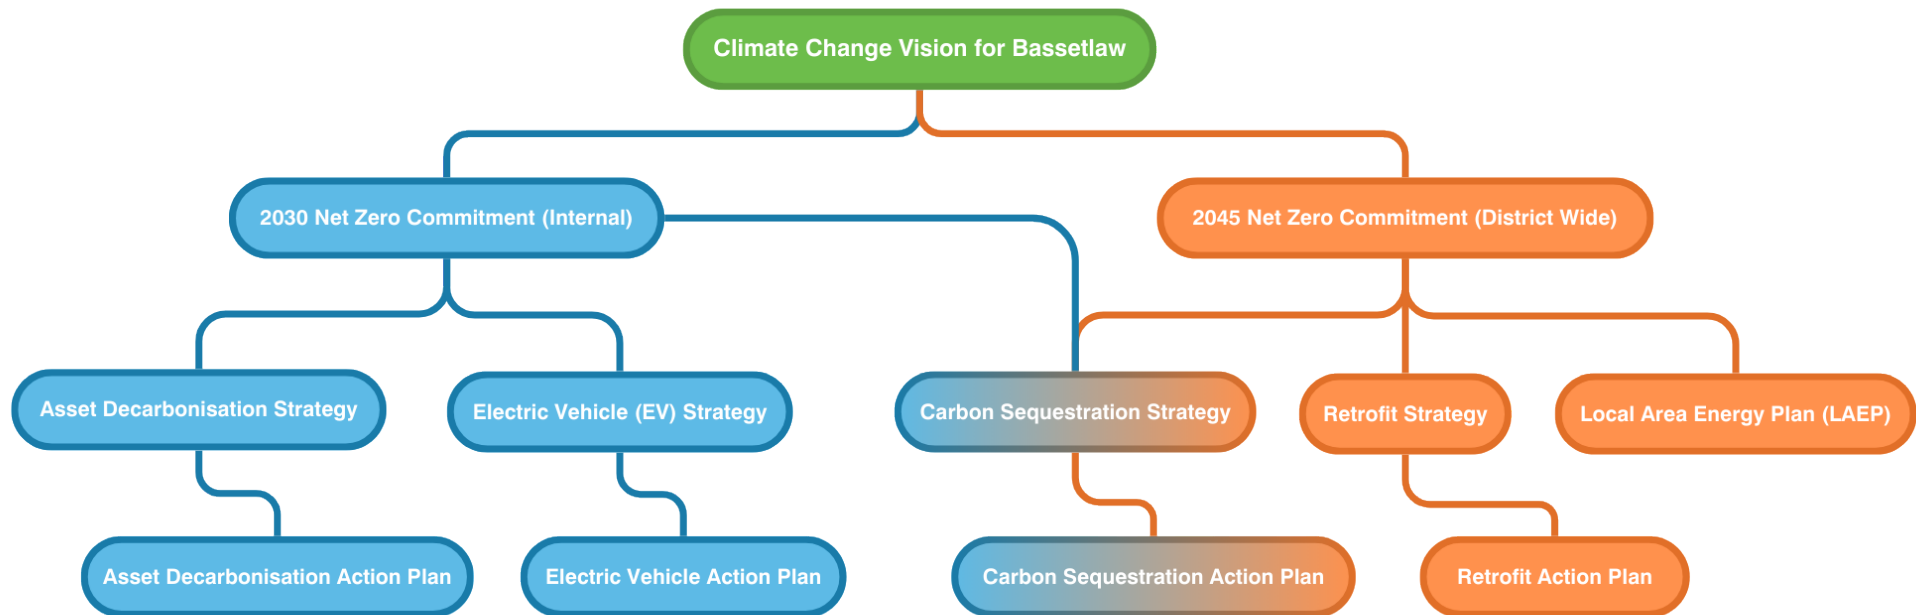 Climate Change Vision for Bassetlaw
2030 Net Zero Commitment (Internal)
2045 Net Zero Commitment (District Wide)
Asset Decarbonisation Strategy
Electric Vehicle (EV) Strategy
Carbon Sequestration Strategy
Retrofit Strategy
Local Area Energy Plan (LAEP)
Asset Decarbonisation Action Plan
Electric Vehicle Action Plan
Carbon Sequestration Action Plan
Retrofit Action Plan